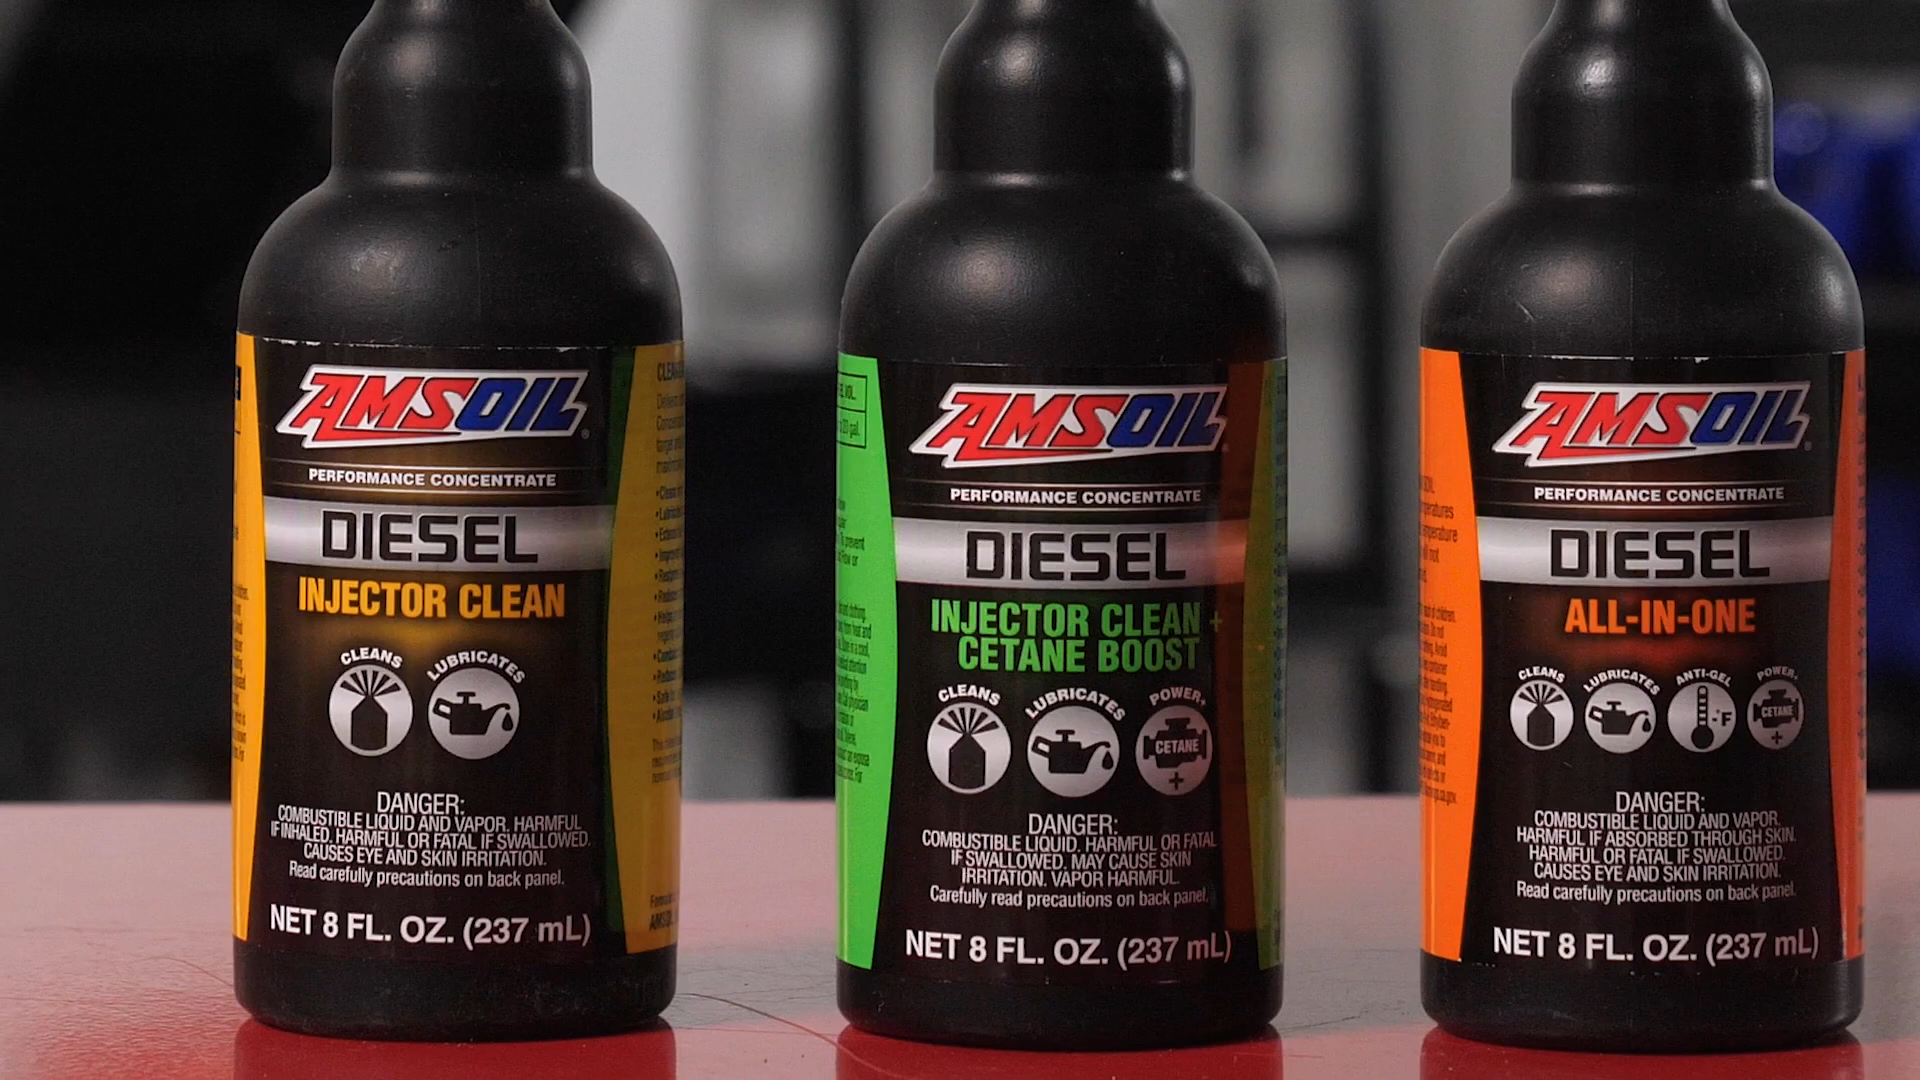 AMSOIL®
PERFORMANCE CONCENTRATE
DIESEL
INJECTOR CLEAN
CLEANS
LUBRICATES
DANGER:
COMBUSTIBLE LIQUID AND VAPOR. HARMFUL
IF INHALED. HARMFUL OR FATAL IF SWALLOWED.
CAUSES EYE AND SKIN IRRITATION.
Read carefully precautions on back panel.
NET 8 FL. OZ. (237 mL)
AMSOIL
PERFORMANCE CONCENTRATE
DIESEL
INJECTOR CLEAN +
CETANE BOOST
CLEANS
LUBRICATES
POWER+
CETANE
+
DANGER:
COMBUSTIBLE LIQUID. HARMFUL OR FATAL
IF SWALLOWED. MAY CAUSE SKIN
IRRITATION. VAPOR HARMFUL.
Carefully read precautions on back panel.
NET 8 FL. OZ. (237 mL)
AMSOIL®
PERFORMANCE CONCENTRATE
DIESEL
ALL-IN-ONE
CLEANS
LUBRICATES
ANTI-GEL
°F
POWER+
CETANE
+
DANGER:
COMBUSTIBLE LIQUID AND VAPOR.
HARMFUL IF ABSORBED THROUGH SKIN.
HARMFUL OR FATAL IF SWALLOWED.
CAUSES EYE AND SKIN IRRITATION.
Read carefully precautions on back panel.
NET 8 FL. OZ. (237 mL)